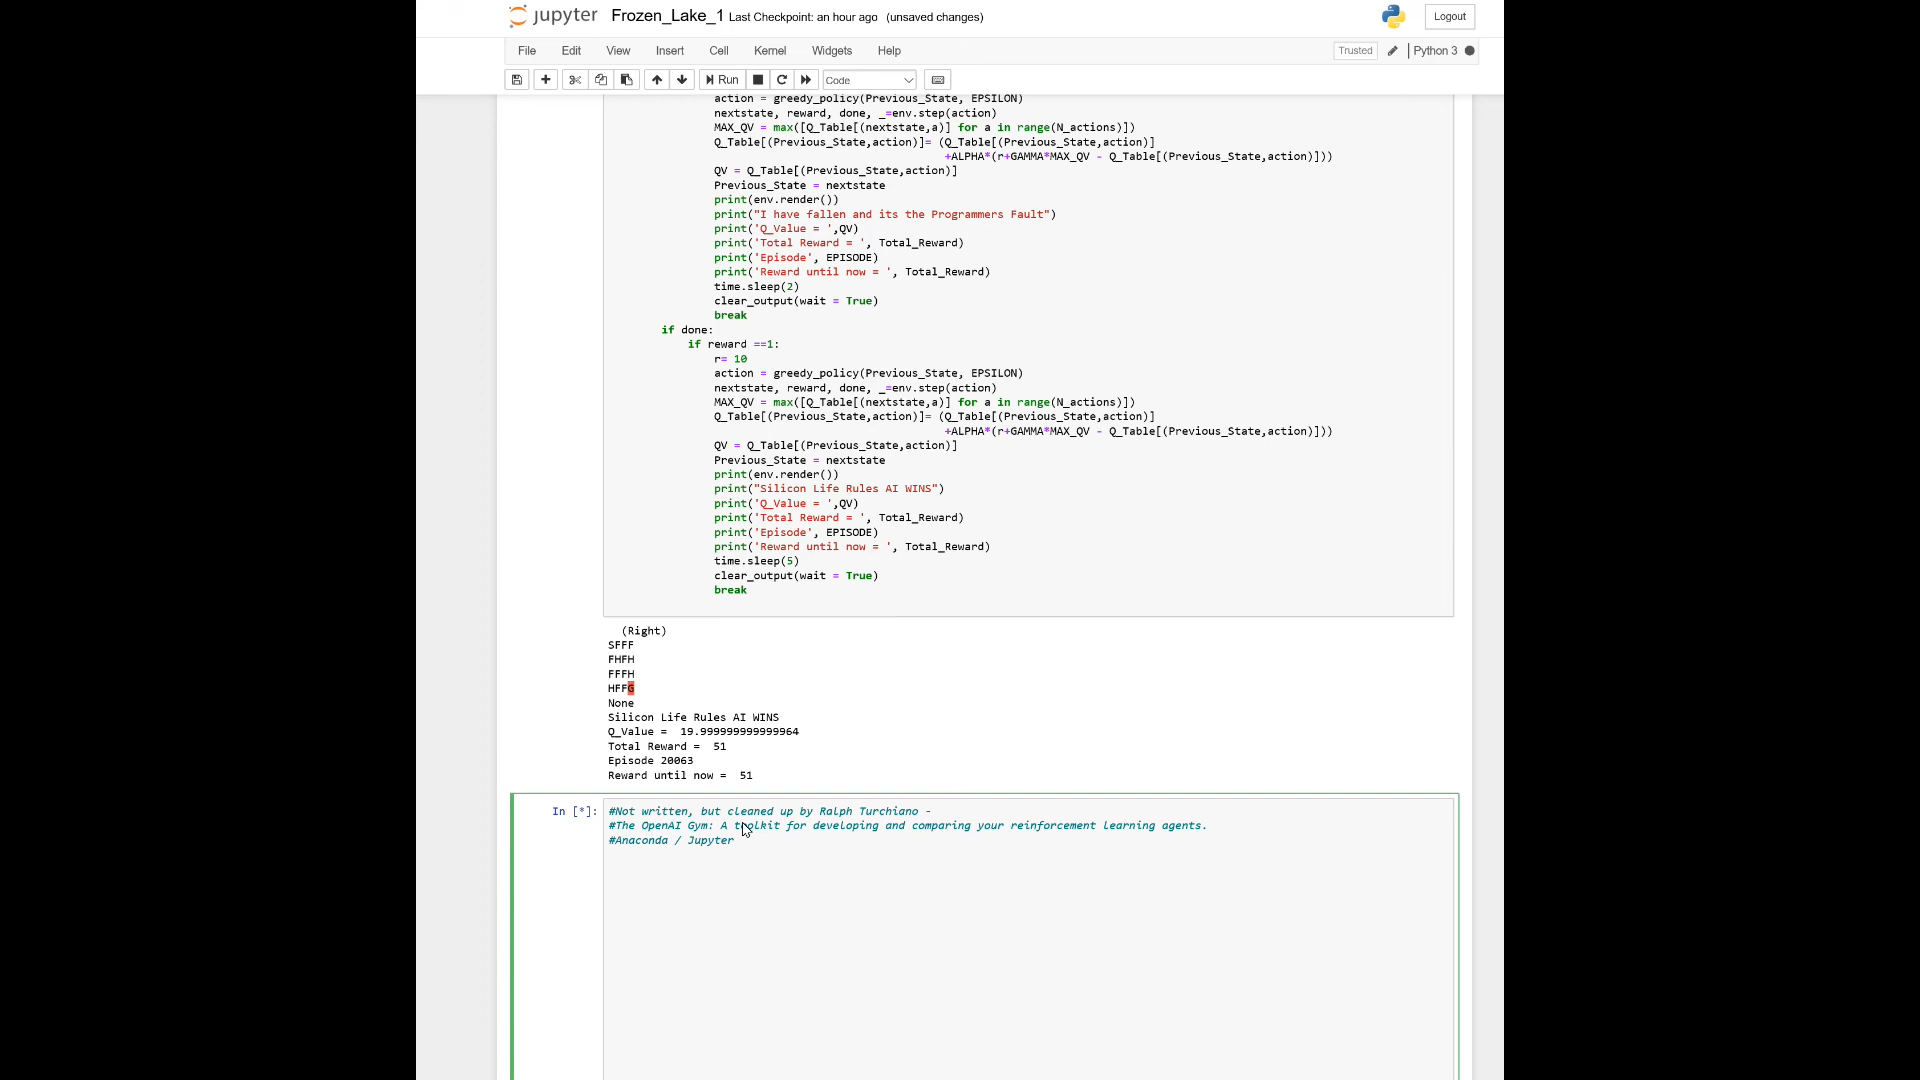 jupyter Frozen_Lake_1 Last Checkpoint: an hour ago (unsaved changes) Logout
File Edit View Insert Cell Kernel Widgets Help Trusted Python 3
Run Code
action = greedy_policy(Previous_State, EPSILON)
nextstate, reward, done, _=env.step(action)
MAX_QV = max([Q_Table[(nextstate,a)] for a in range(N_actions)])
Q_Table[(Previous_State,action)]= (Q_Table[(Previous_State,action)]
+ALPHA*(r+GAMMA*MAX_QV - Q_Table[(Previous_State,action)]))
QV = Q_Table[(Previous_State,action)]
Previous_State = nextstate
print(env.render())
print("I have fallen and its the Programmers Fault")
print('Q_Value = ',QV)
print('Total Reward = ', Total_Reward)
print('Episode', EPISODE)
print('Reward until now = ', Total_Reward)
time.sleep(2)
clear_output(wait = True)
break
if done:
if reward ==1:
r= 10
action = greedy_policy(Previous_State, EPSILON)
nextstate, reward, done, _=env.step(action)
MAX_QV = max([Q_Table[(nextstate,a)] for a in range(N_actions)])
Q_Table[(Previous_State,action)]= (Q_Table[(Previous_State,action)]
+ALPHA*(r+GAMMA*MAX_QV - Q_Table[(Previous_State,action)]))
QV = Q_Table[(Previous_State,action)]
Previous_State = nextstate
print(env.render())
print("Silicon Life Rules AI WINS")
print('Q_Value = ',QV)
print('Total Reward = ', Total_Reward)
print('Episode', EPISODE)
print('Reward until now = ', Total_Reward)
time.sleep(5)
clear_output(wait = True)
break
(Right)
SFFF
FHFH
FFFH
HFFG
None
Silicon Life Rules AI WINS
Q_Value =  19.999999999999964
Total Reward =  51
Episode 20063
Reward until now =  51
In [*]: #Not written, but cleaned up by Ralph Turchiano -
#The OpenAI Gym: A toolkit for developing and comparing your reinforcement learning agents.
#Anaconda / Jupyter